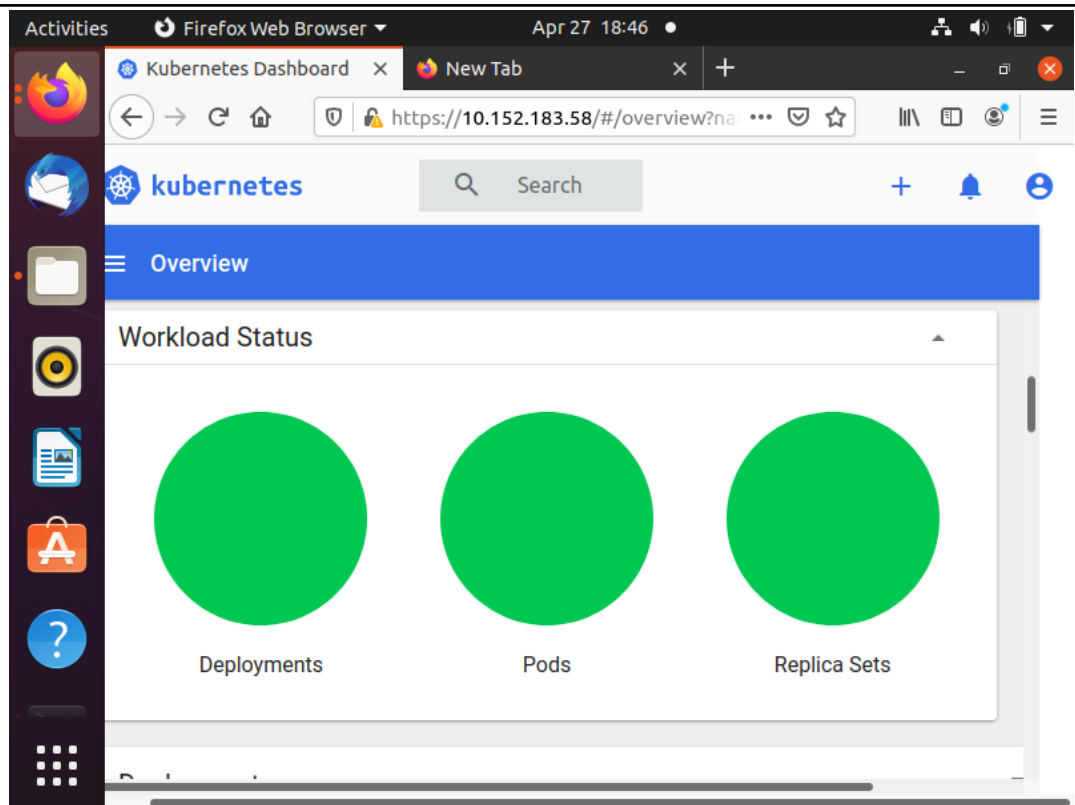 Activities Firefox Web Browser Apr 27 18:46
Kubernetes Dashboard New Tab
https://10.152.183.58/#/overview?na
kubernetes Search
Overview
Workload Status
Deployments Pods Replica Sets